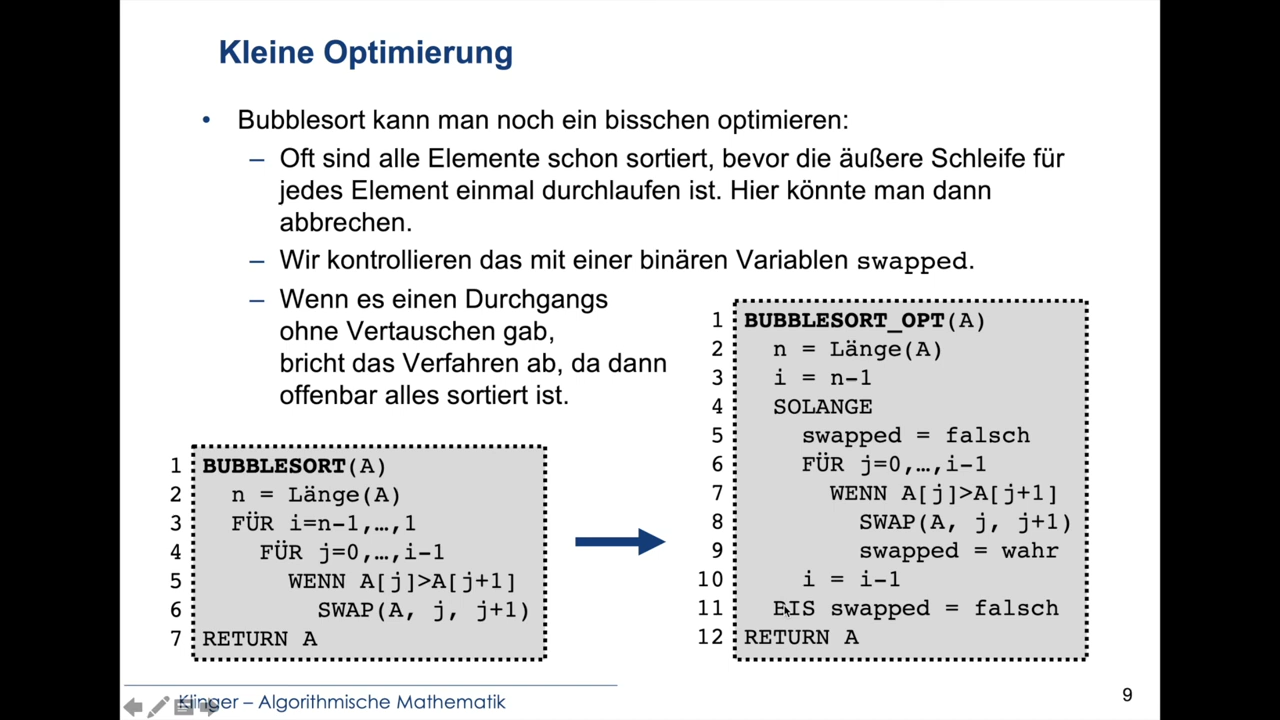 Kleine Optimierung
• Bubblesort kann man noch ein bisschen optimieren:
– Oft sind alle Elemente schon sortiert, bevor die äußere Schleife für
jedes Element einmal durchlaufen ist. Hier könnte man dann
abbrechen.
– Wir kontrollieren das mit einer binären Variablen swapped.
– Wenn es einen Durchgangs
ohne Vertauschen gab,
bricht das Verfahren ab, da dann
offenbar alles sortiert ist.
1 BUBBLESORT(A)
2 n = Länge(A)
3 FÜR i=n-1,…,1
4 FÜR j=0,…,i-1
5 WENN A[j]>A[j+1]
6 SWAP(A, j, j+1)
7 RETURN A
1 BUBBLESORT_OPT(A)
2 n = Länge(A)
3 i = n-1
4 SOLANGE
5 swapped = falsch
6 FÜR j=0,…,i-1
7 WENN A[j]>A[j+1]
8 SWAP(A, j, j+1)
9 swapped = wahr
10 i = i-1
11 BIS swapped = falsch
12 RETURN A
Klinger – Algorithmische Mathematik
9